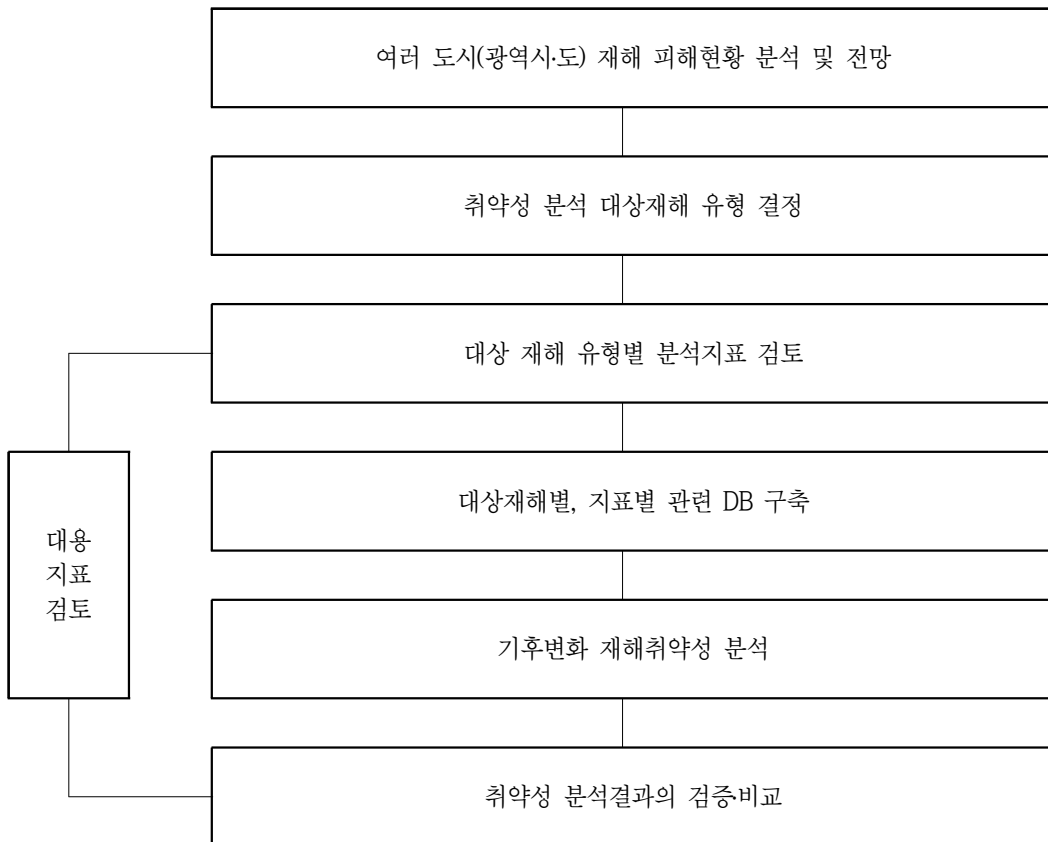 여러 도시(광역시·도) 재해 피해현황 분석 및 전망
취약성 분석 대상재해 유형 결정
대상 재해 유형별 분석지표 검토
대상재해별, 지표별 관련 DB 구축
대용
지표
검토
기후변화 재해취약성 분석
취약성 분석결과의 검증·비교